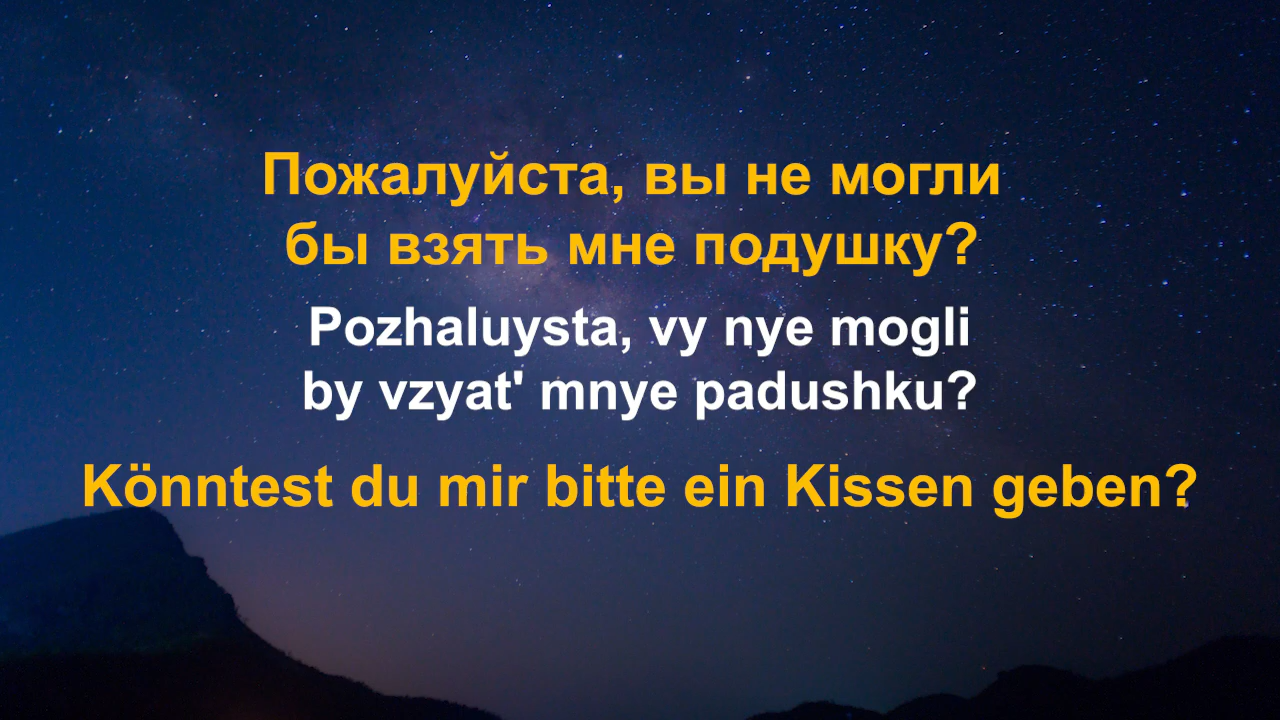 Пожалуйста, вы не могли
бы взять мне подушку?
Pozhaluysta, vy nye mogli
by vzyat' mnye padushku?
Könntest du mir bitte ein Kissen geben?